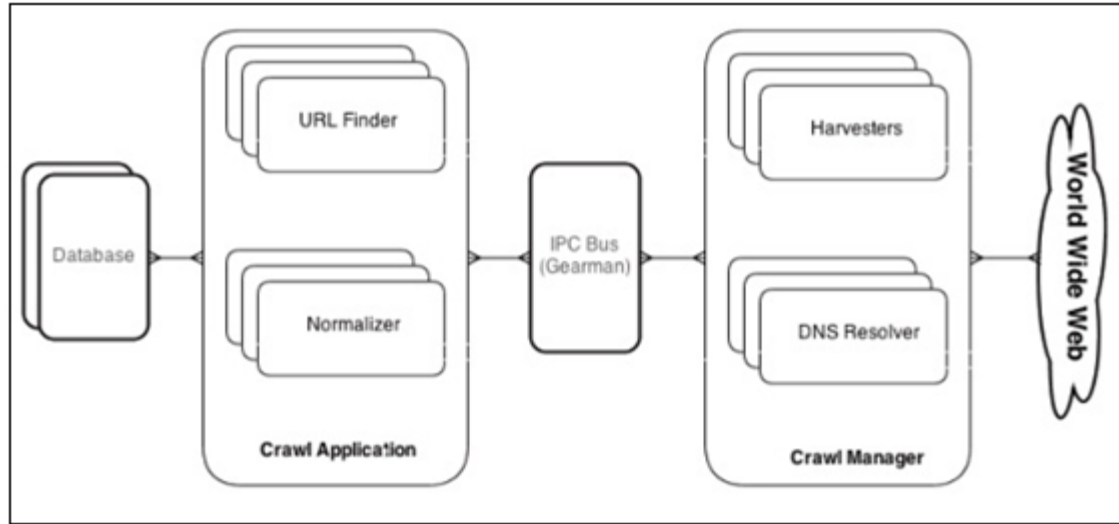 Database
URL Finder
Normalizer
Crawl Application
IPC Bus
(Gearman)
Harvesters
DNS Resolver
Crawl Manager
World Wide Web